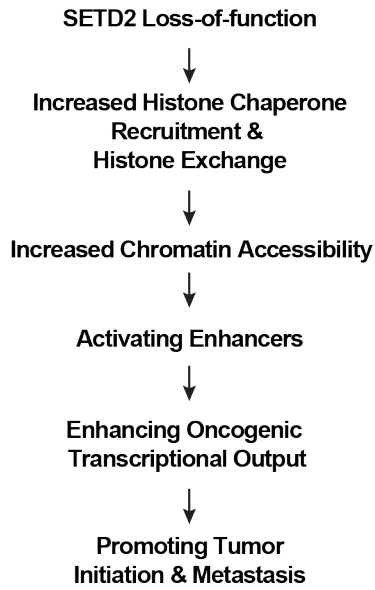 SETD2 Loss-of-function
Increased Histone Chaperone
Recruitment &
Histone Exchange
Increased Chromatin Accessibility
Activating Enhancers
Enhancing Oncogenic
Transcriptional Output
Promoting Tumor
Initiation & Metastasis